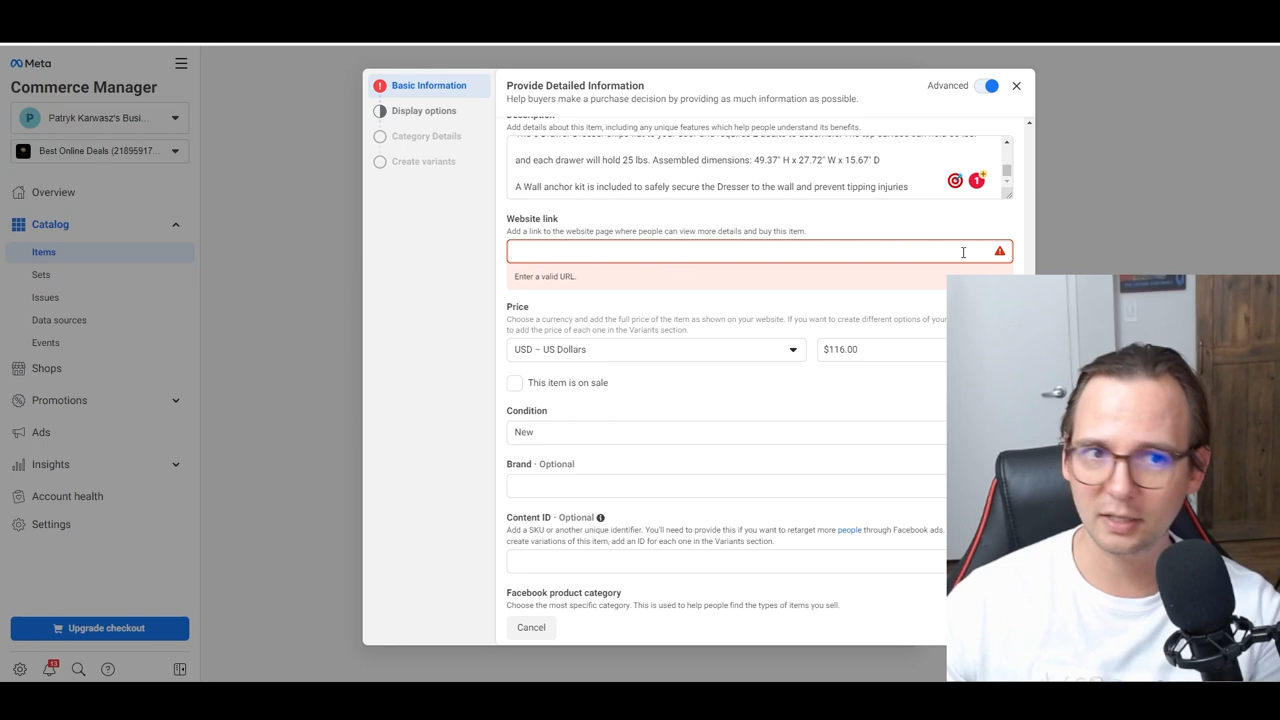 Meta
Commerce Manager
P Patryk Karwasz's Busi...
Best Online Deals (21895917...
Overview
Catalog
Items
Sets
Issues
Data sources
Events
Shops
Promotions
Ads
Insights
Account health
Settings
Upgrade checkout
13
Basic Information
Display options
Category Details
Create variants
Provide Detailed Information
Advanced
Help buyers make a purchase decision by providing as much information as possible.
Description
Add details about this item, including any unique features which help people understand its benefits.
and each drawer will hold 25 lbs. Assembled dimensions: 49.37" H x 27.72" W x 15.67" D
A Wall anchor kit is included to safely secure the Dresser to the wall and prevent tipping injuries
1
Website link
Add a link to the website page where people can view more details and buy this item.
Enter a valid URL.
Price
Choose a currency and add the full price of the item as shown on your website. If you want to create different options of your
to add the price of each one in the Variants section.
USD – US Dollars
$116.00
This item is on sale
Condition
New
Brand · Optional
Content ID · Optional
Add a SKU or another unique identifier. You'll need to provide this if you want to retarget more people through Facebook ads.
create variations of this item, add an ID for each one in the Variants section.
Facebook product category
Choose the most specific category. This is used to help people find the types of items you sell.
Cancel